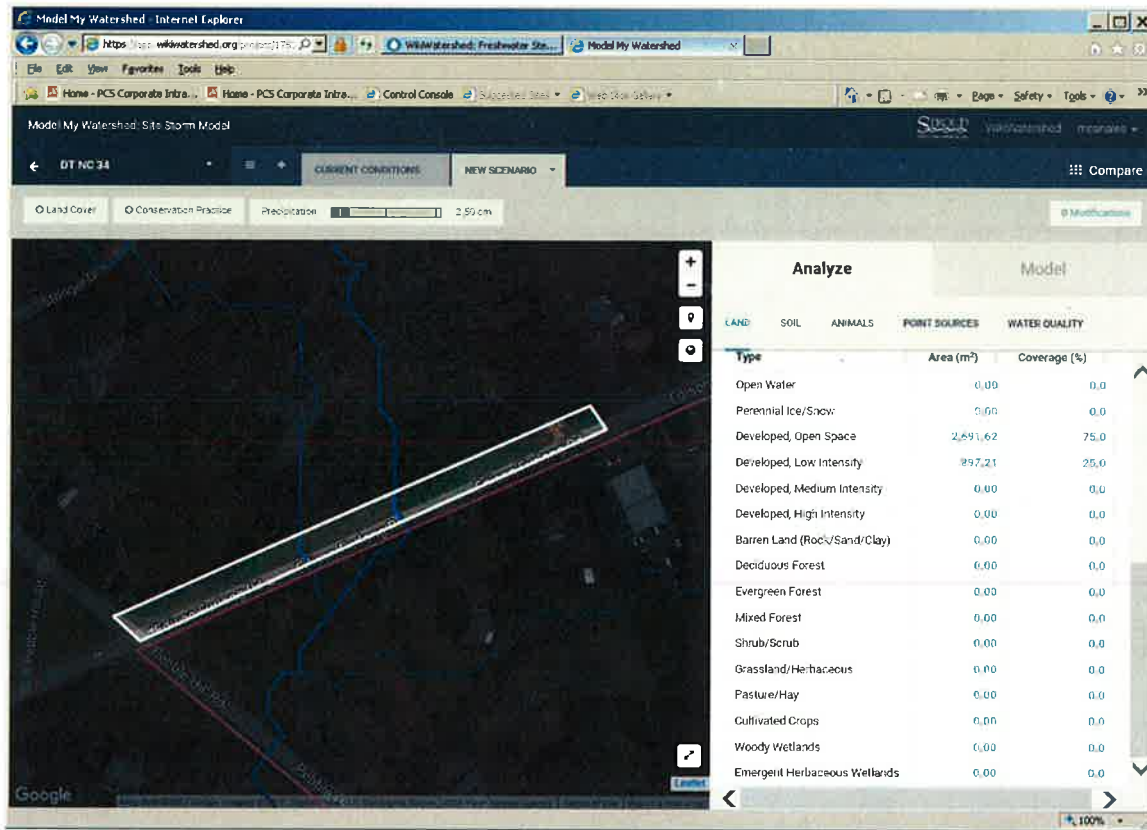 Model My Watershed - Internet Explorer
https wikiwatershed.org WikiWatershed: Freshwater Ste... Model My Watershed
File Edit View Favorites Tools Help
Home - PCS Corporate Intra... Home - PCS Corporate Intra... Control Console Suggested Sites Web Slice Gallery Page Safety Tools
Model My Watershed: Site Storm Model WikiWatershed
DT NC 34 CURRENT CONDITIONS NEW SCENARIO Compare
Land Cover Conservation Practice Precipitation 2.50 cm 0 Modifications
Analyze Model
LAND SOIL ANIMALS POINT SOURCES WATER QUALITY
Type Area (m²) Coverage (%)
Open Water 0.00 0.0
Perennial Ice/Snow 0.00 0.0
Developed, Open Space 2,691.62 75.0
Developed, Low Intensity 897.21 25.0
Developed, Medium Intensity 0.00 0.0
Developed, High Intensity 0.00 0.0
Barren Land (Rock/Sand/Clay) 0.00 0.0
Deciduous Forest 0.00 0.0
Evergreen Forest 0.00 0.0
Mixed Forest 0.00 0.0
Shrub/Scrub 0.00 0.0
Grassland/Herbaceous 0.00 0.0
Pasture/Hay 0.00 0.0
Cultivated Crops 0.00 0.0
Woody Wetlands 0.00 0.0
Emergent Herbaceous Wetlands 0.00 0.0
Leaflet
Google
100%